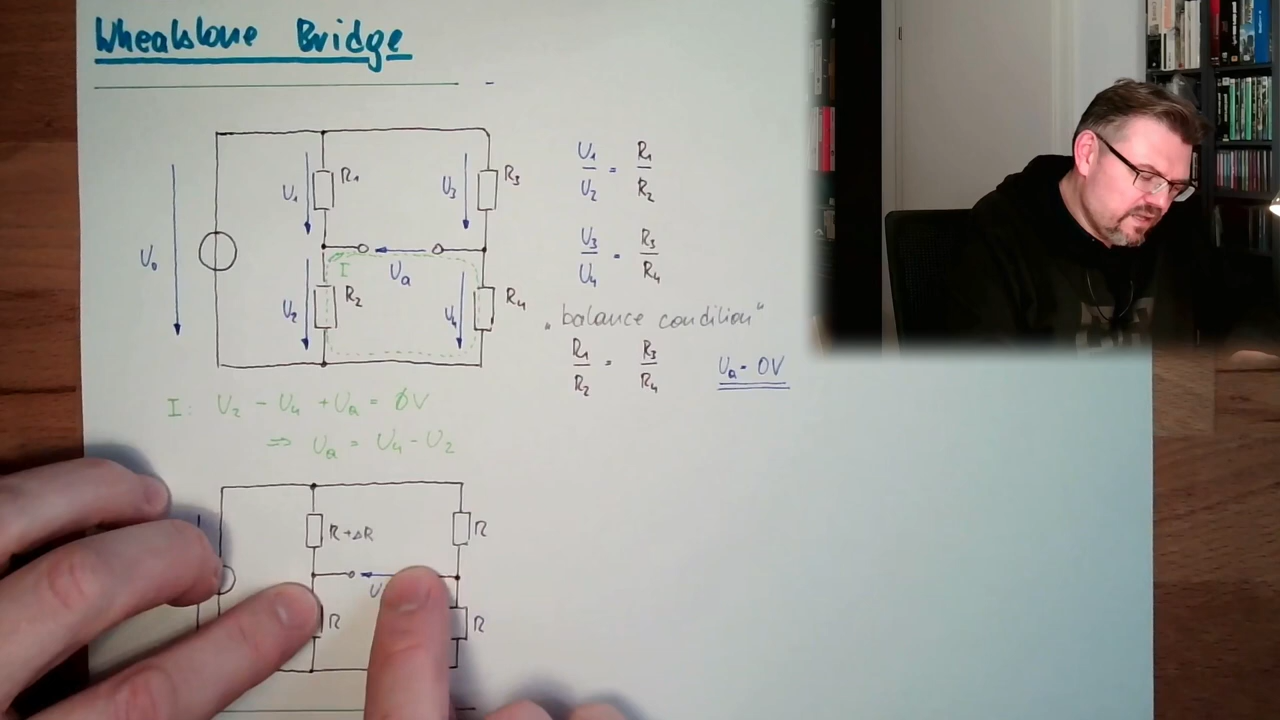 Wheatstone Bridge
U₁ R₁ U₃ R₃
U₁/U₂ = R₁/R₂
U₀ I Ua
U₃/U₄ = R₃/R₄
U₂ R₂ U₄ R₄
„balance condition“
R₁/R₂ = R₃/R₄ Ua = 0V
I: U₂ - U₄ + Ua = 0V
⇒ Ua = U₄ - U₂
R+ΔR R
U
R R